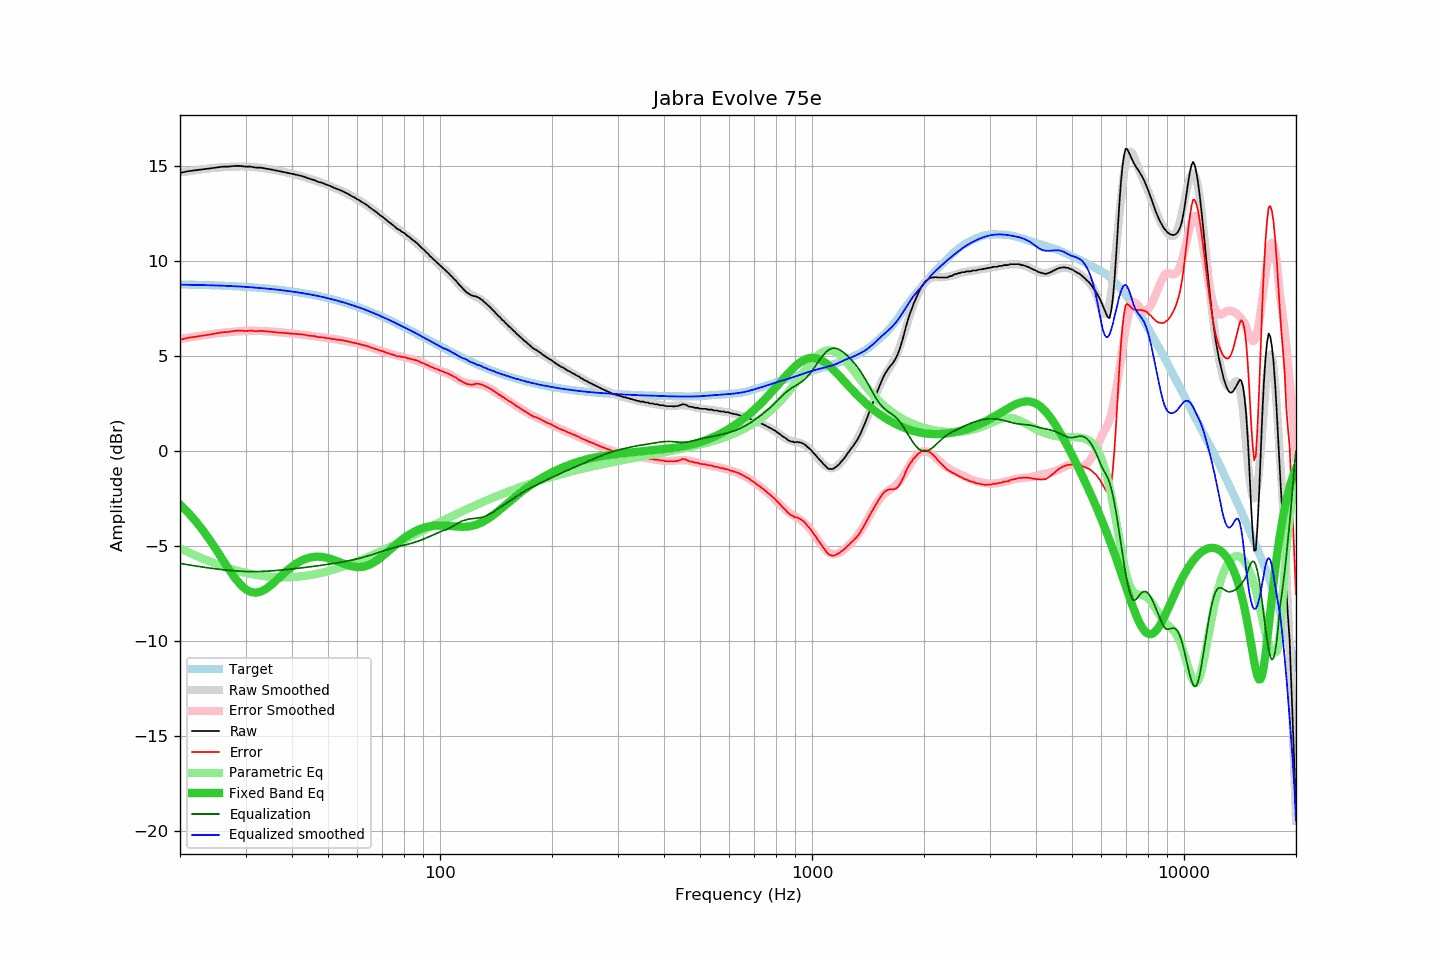 Jabra Evolve 75e
15
10
5
0
−5
−10
−15
−20
Amplitude (dBr)
Target
Raw Smoothed
Error Smoothed
Raw
Error
Parametric Eq
Fixed Band Eq
Equalization
Equalized smoothed
100
1000
10000
Frequency (Hz)